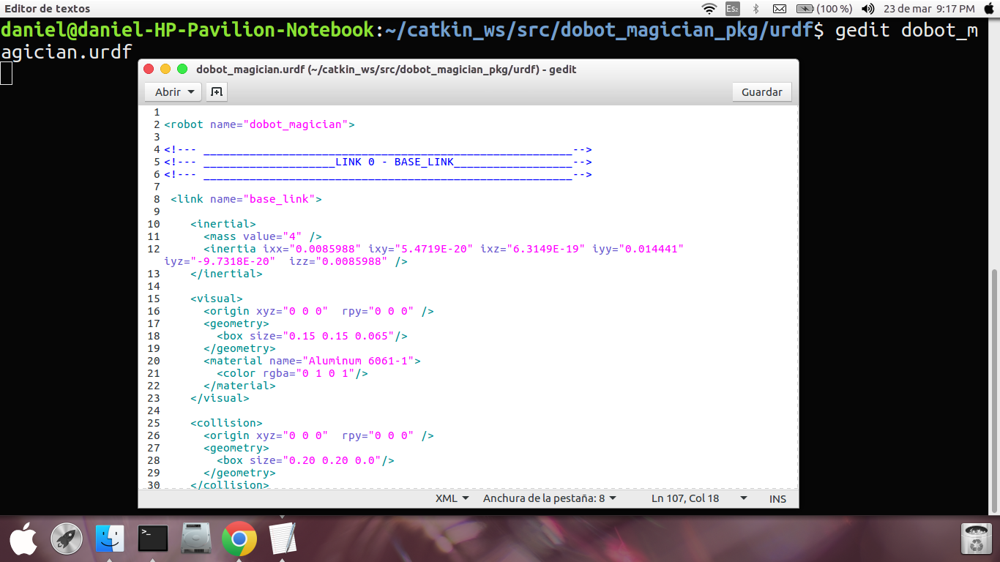 Editor de textos
Es2
(100 %)
23 de mar 9:17 PM
daniel@daniel-HP-Pavilion-Notebook:~/catkin_ws/src/dobot_magician_pkg/urdf$ gedit dobot_m
agician.urdf
dobot_magician.urdf (~/catkin_ws/src/dobot_magician_pkg/urdf) - gedit
Abrir
Guardar
1
2 <robot name="dobot_magician">
3
4 <!--- ________________________________________________________-->
5 <!--- ____________________LINK 0 - BASE_LINK__________________-->
6 <!--- ________________________________________________________-->
7
8 <link name="base_link">
9
10 <inertial>
11 <mass value="4" />
12 <inertia ixx="0.0085988" ixy="5.4719E-20" ixz="6.3149E-19" iyy="0.014441"
iyz="-9.7318E-20"  izz="0.0085988" />
13 </inertial>
14
15 <visual>
16 <origin xyz="0 0 0"  rpy="0 0 0" />
17 <geometry>
18 <box size="0.15 0.15 0.065"/>
19 </geometry>
20 <material name="Aluminum 6061-1">
21 <color rgba="0 1 0 1"/>
22 </material>
23 </visual>
24
25 <collision>
26 <origin xyz="0 0 0"  rpy="0 0 0" />
27 <geometry>
28 <box size="0.20 0.20 0.0"/>
29 </geometry>
30 </collision>
XML
Anchura de la pestaña: 8
Ln 107, Col 18
INS
>_